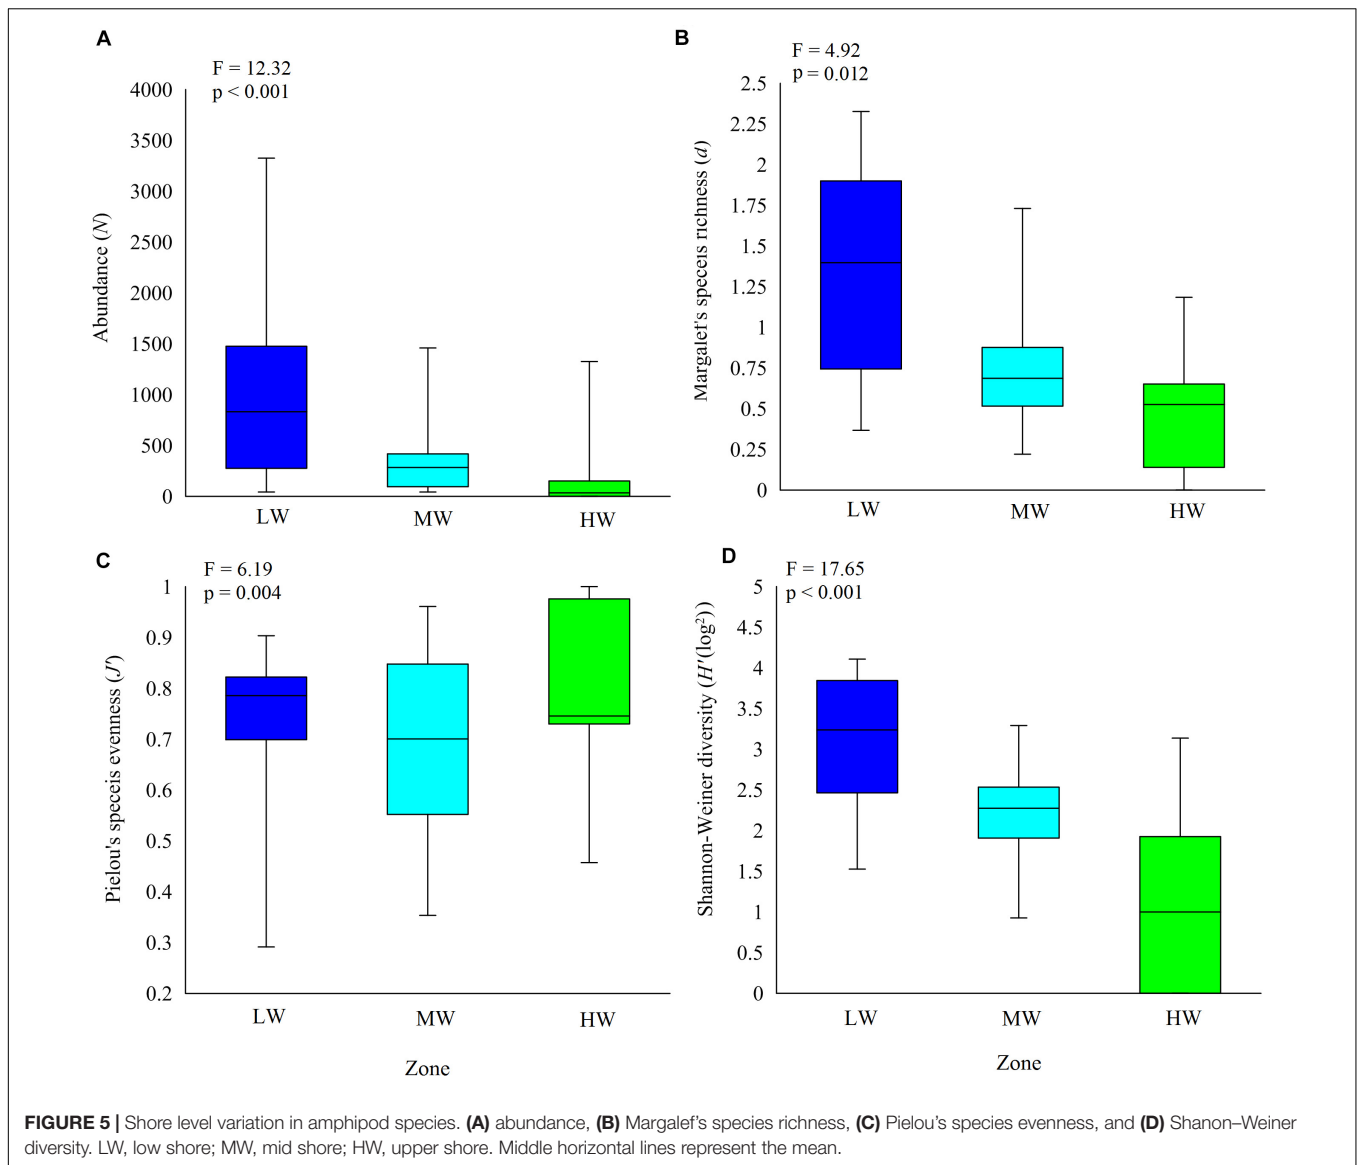 A
F = 12.32
p < 0.001
4000
3500
3000
2500
2000
1500
1000
500
0
Abundance (N)
LW MW HW
B
F = 4.92
p = 0.012
2.5
2.25
2
1.75
1.5
1.25
1
0.75
0.5
0.25
0
Margalet's speceis richness (d)
LW MW HW
C
F = 6.19
p = 0.004
1
0.9
0.8
0.7
0.6
0.5
0.4
0.3
0.2
Pielou's speceis evenness (J')
LW MW HW
Zone
D
F = 17.65
p < 0.001
5
4.5
4
3.5
3
2.5
2
1.5
1
0.5
0
Shannon-Weiner diversity (H'(log²))
LW MW HW
Zone
FIGURE 5 | Shore level variation in amphipod species. (A) abundance, (B) Margalef’s species richness, (C) Pielou’s species evenness, and (D) Shanon–Weiner
diversity. LW, low shore; MW, mid shore; HW, upper shore. Middle horizontal lines represent the mean.